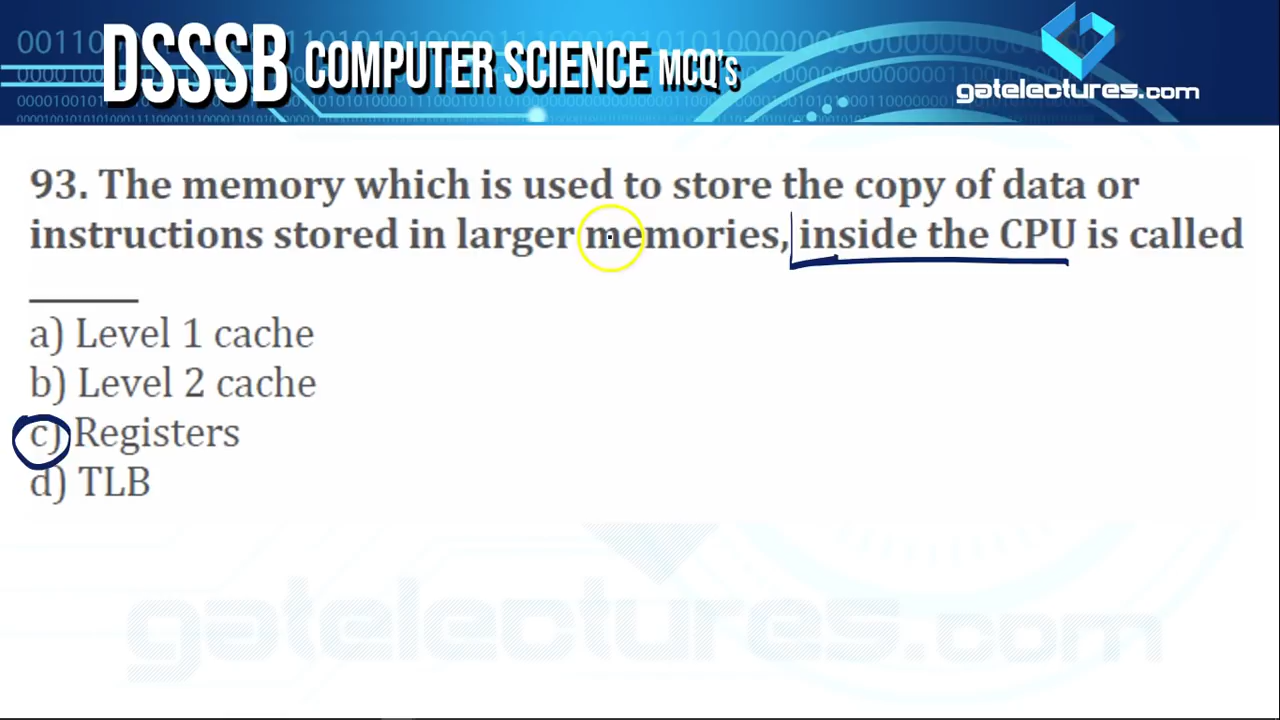 DSSSB COMPUTER SCIENCE MCQ's
gatelectures.com
93. The memory which is used to store the copy of data or
instructions stored in larger memories, inside the CPU is called
______
a) Level 1 cache
b) Level 2 cache
c) Registers
d) TLB
gatelectures.com